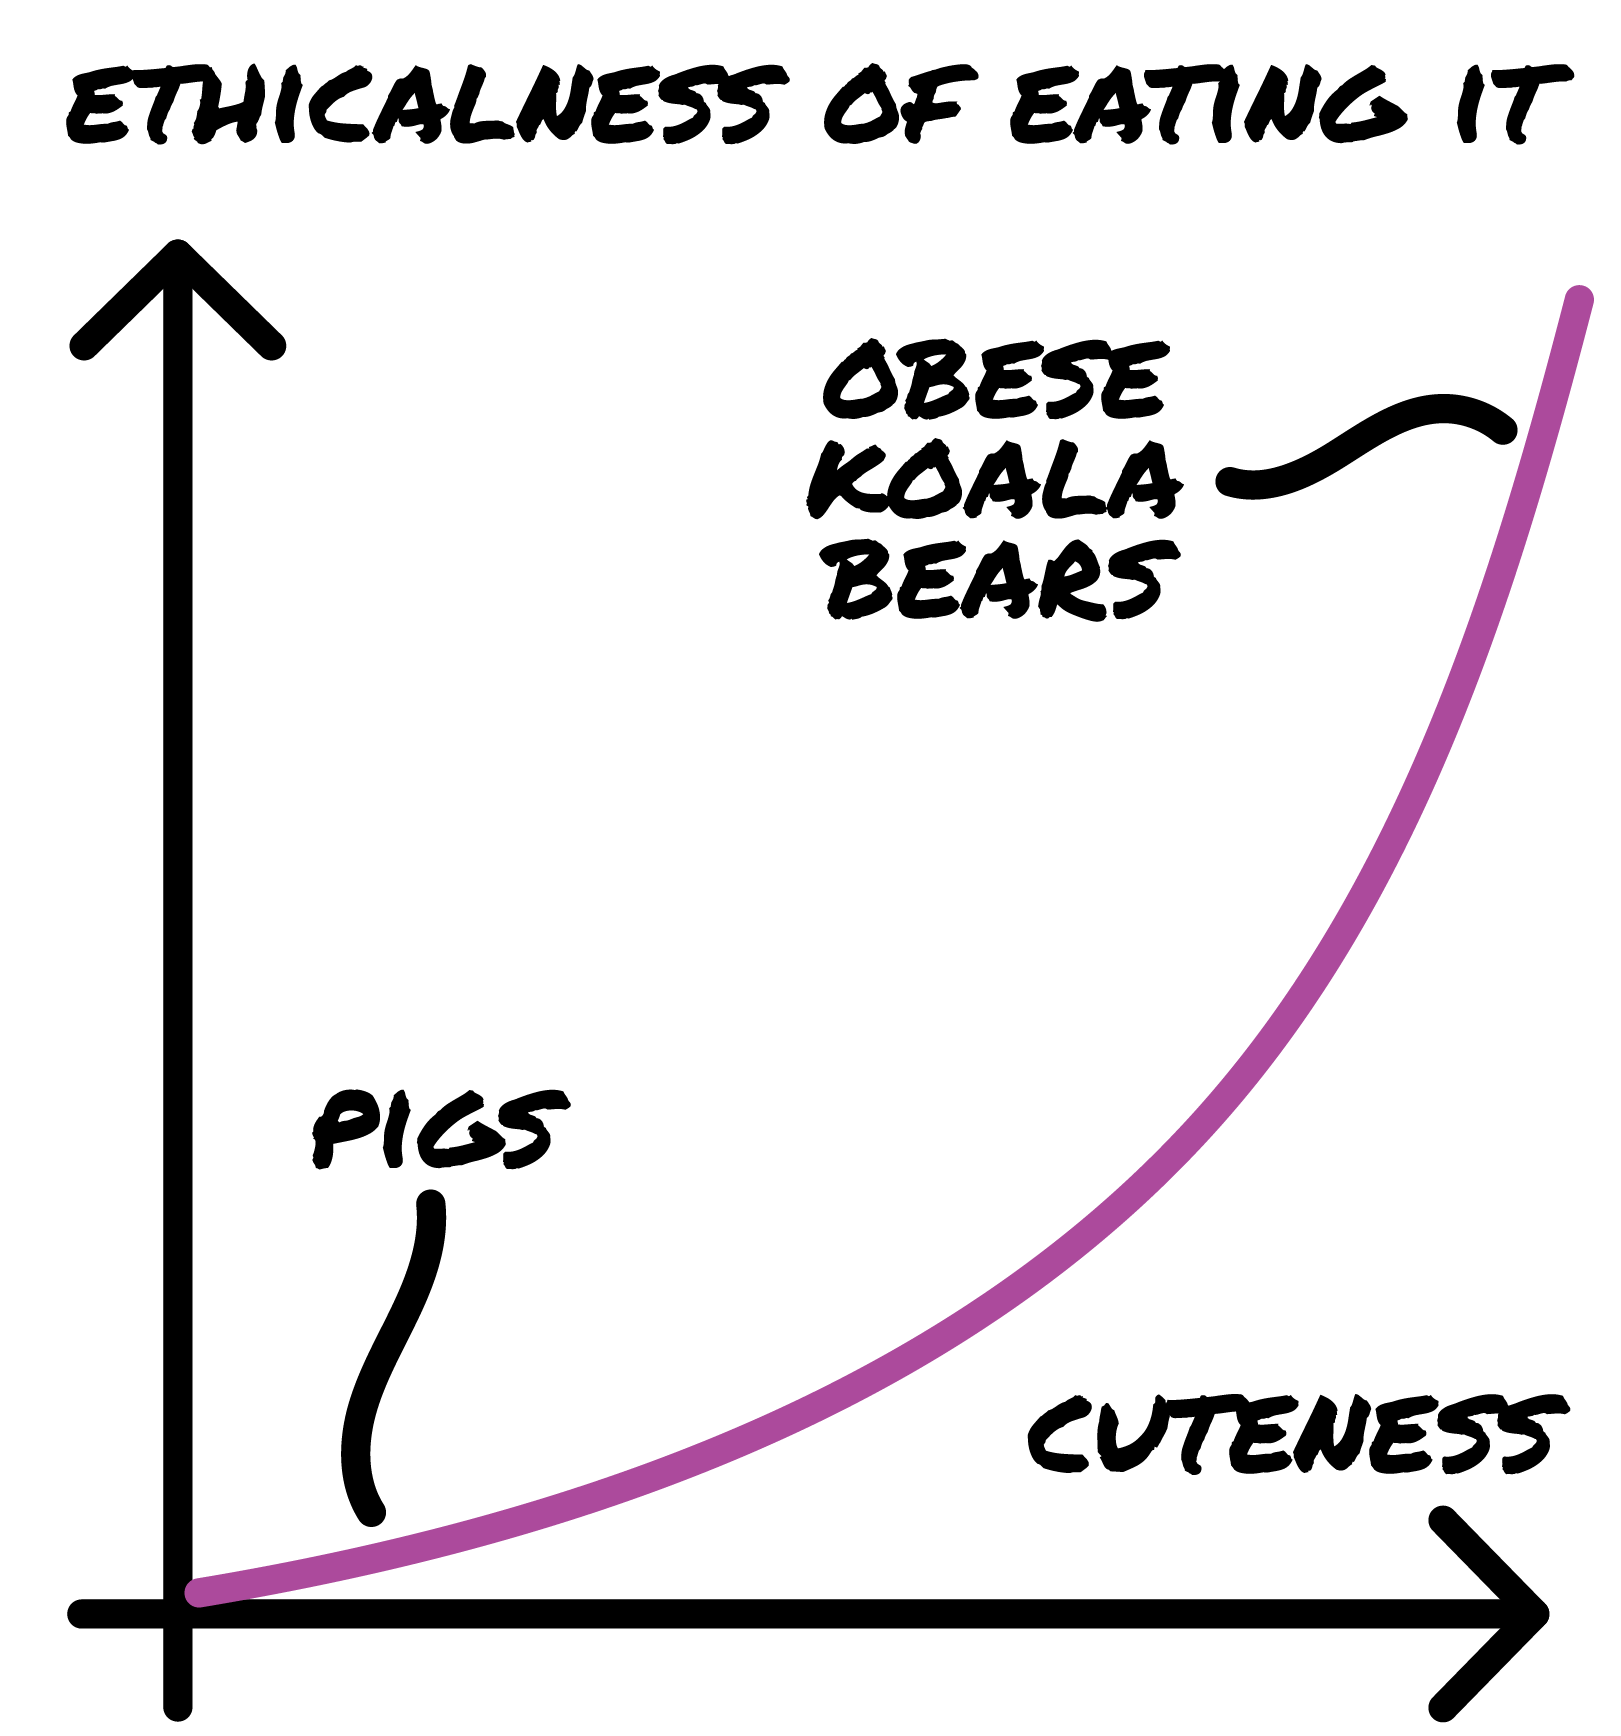 ETHICALNESS OF EATING IT
OBESE
KOALA
BEARS
PIGS
CUTENESS